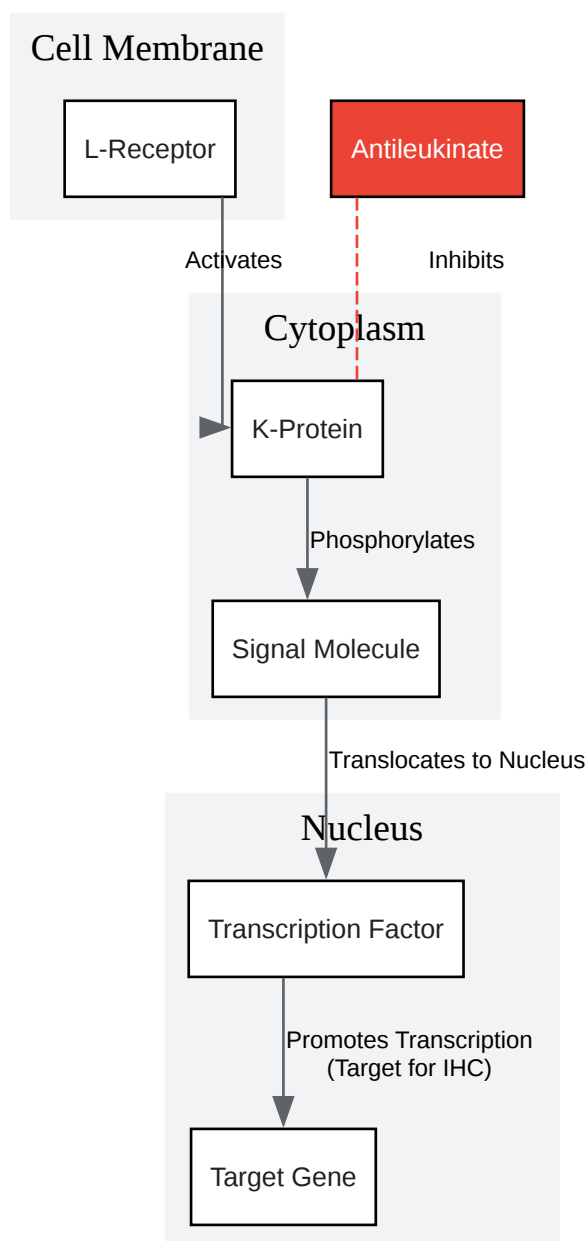 Cell Membrane
L-Receptor
Antileukinate
Activates
Inhibits
Cytoplasm
K-Protein
Phosphorylates
Signal Molecule
Translocates to Nucleus
Nucleus
Transcription Factor
Promotes Transcription
(Target for IHC)
Target Gene